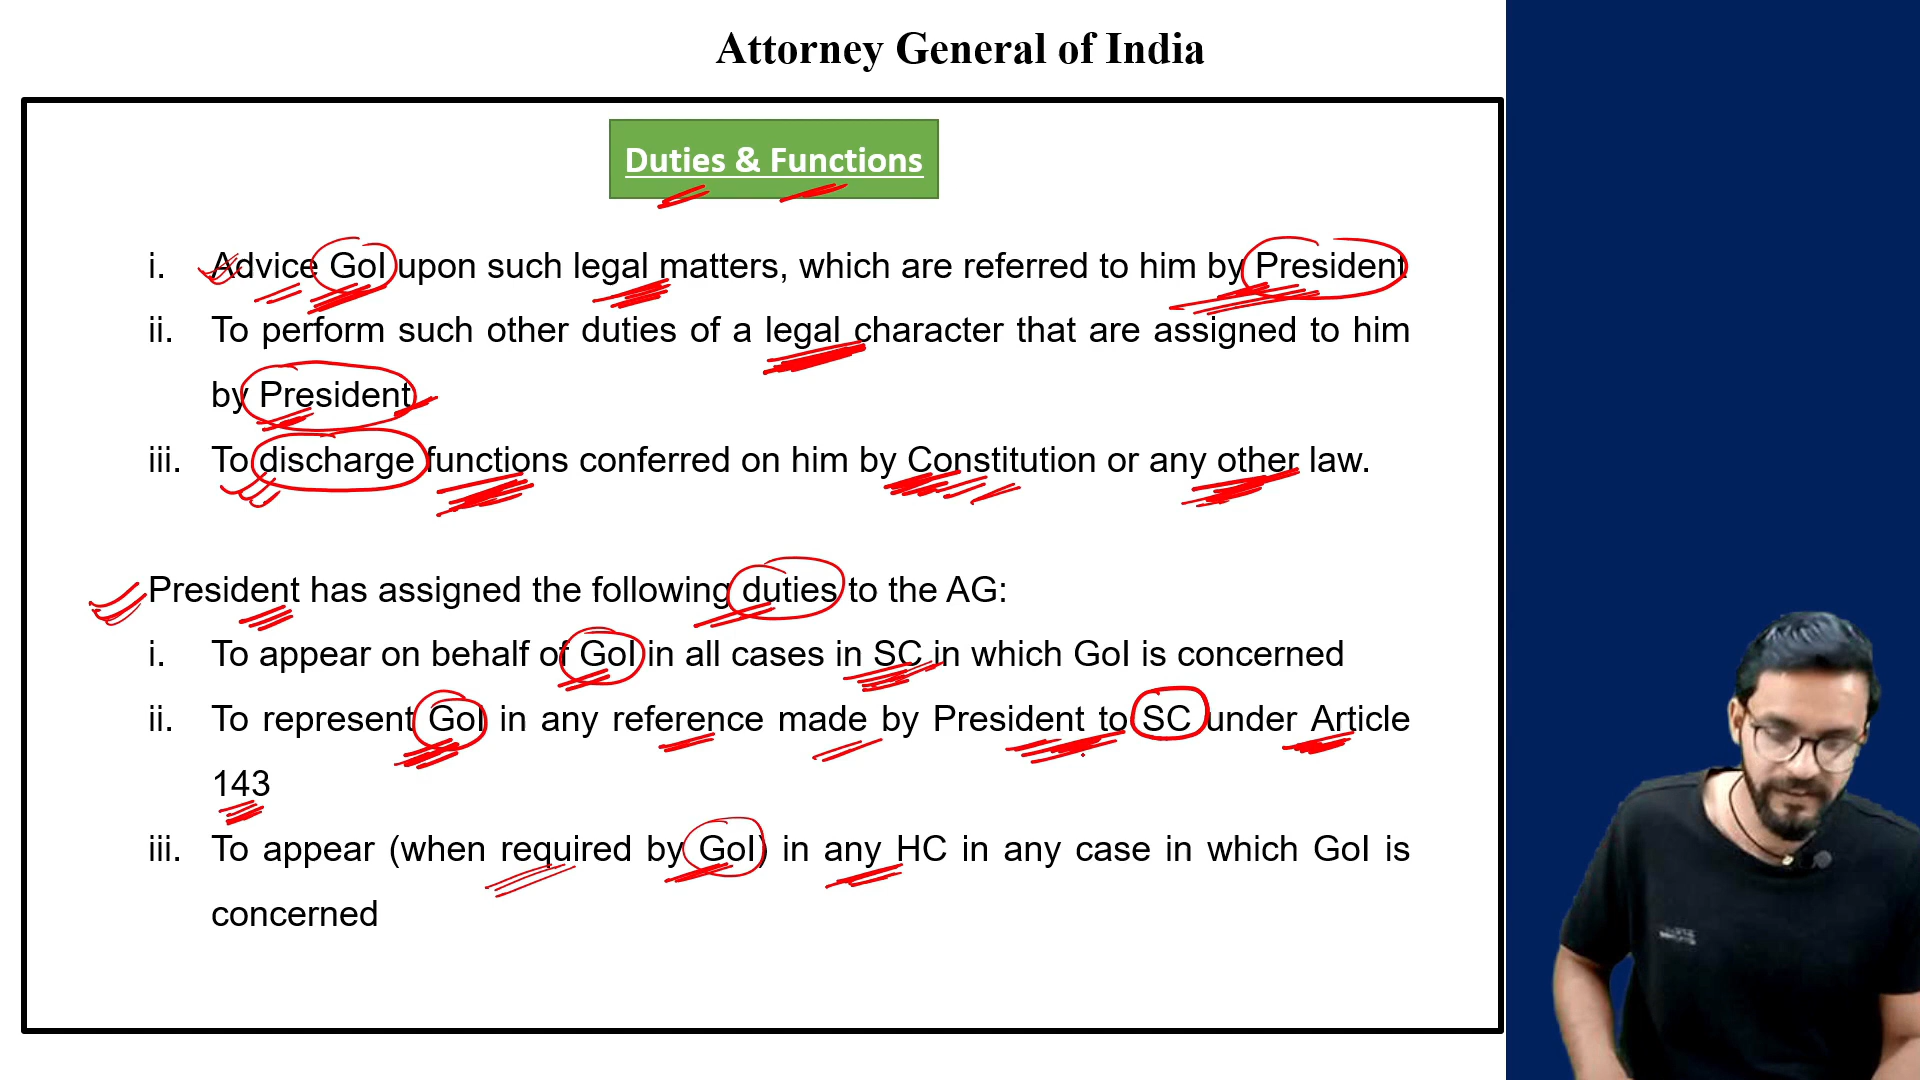 Attorney General of India
Duties & Functions
i. Advice GoI upon such legal matters, which are referred to him by President
ii. To perform such other duties of a legal character that are assigned to him
by President
iii. To discharge functions conferred on him by Constitution or any other law.
President has assigned the following duties to the AG:
i. To appear on behalf of GoI in all cases in SC in which GoI is concerned
ii. To represent GoI in any reference made by President to SC under Article
143
iii. To appear (when required by GoI) in any HC in any case in which GoI is
concerned